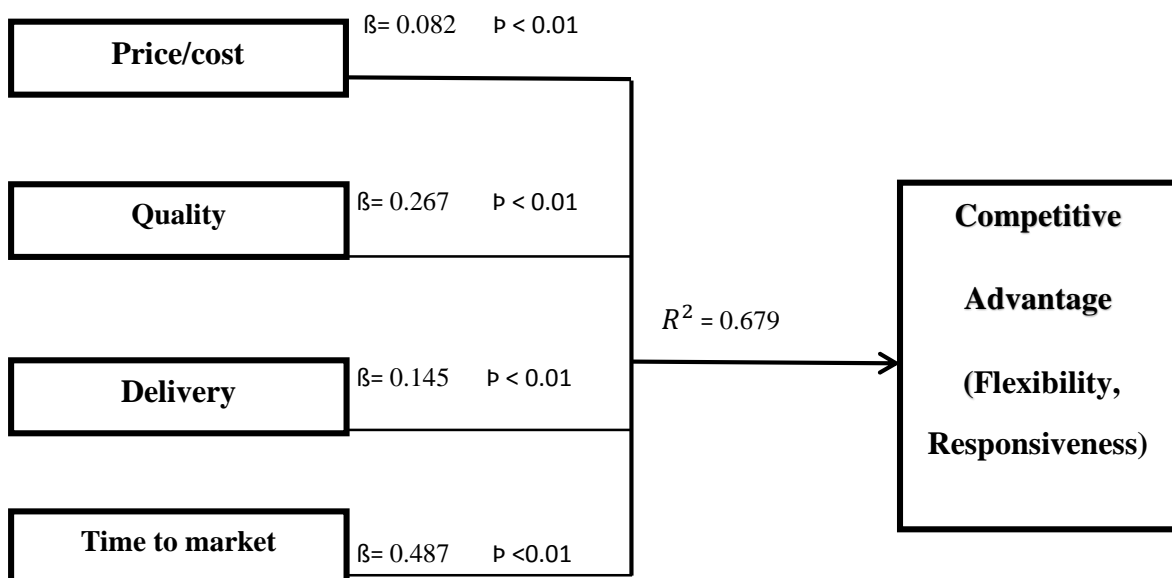 ß= 0.082 Þ < 0.01
Price/cost
Quality
ß= 0.267 Þ < 0.01
Delivery
ß= 0.145 Þ < 0.01
Time to market
ß= 0.487 Þ <0.01
R² = 0.679
Competitive
Advantage
(Flexibility,
Responsiveness)